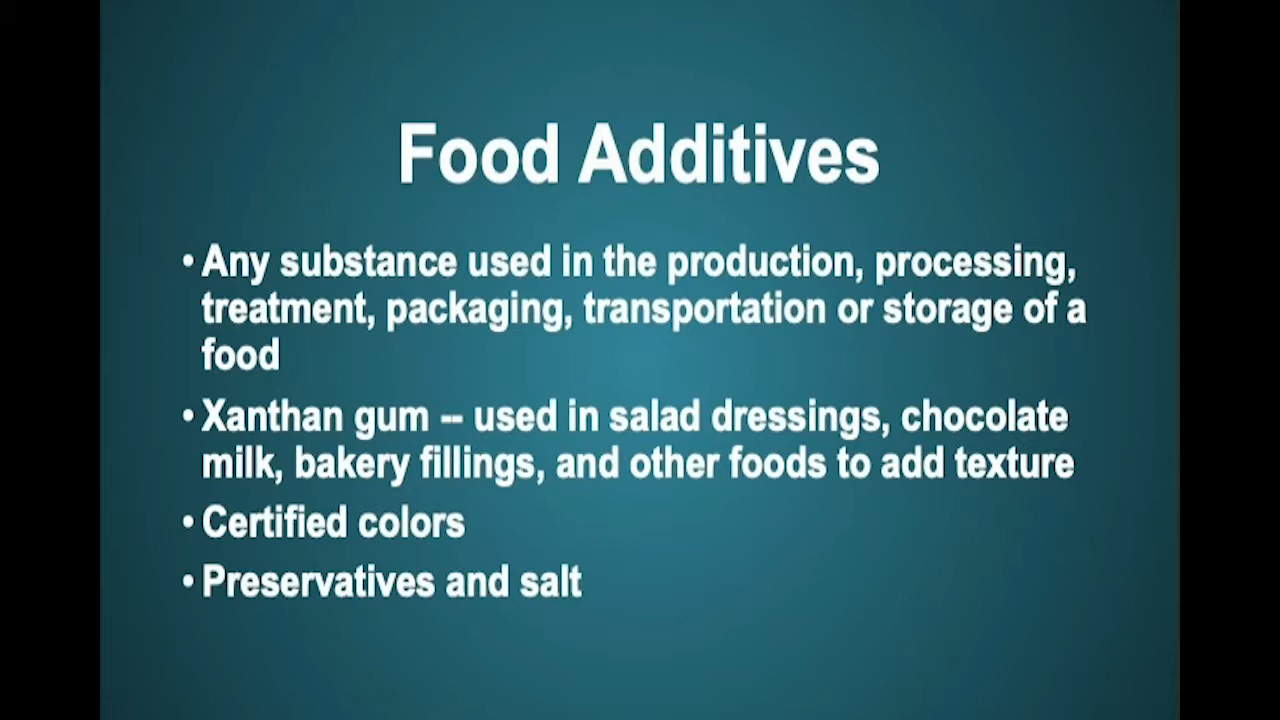 Food Additives
• Any substance used in the production, processing,
treatment, packaging, transportation or storage of a
food
• Xanthan gum -- used in salad dressings, chocolate
milk, bakery fillings, and other foods to add texture
• Certified colors
• Preservatives and salt